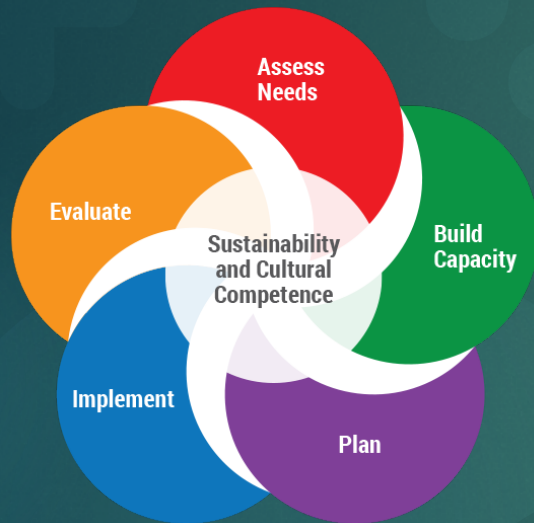 Assess
Needs
Build
Capacity
Plan
Implement
Evaluate
Sustainability
and Cultural
Competence